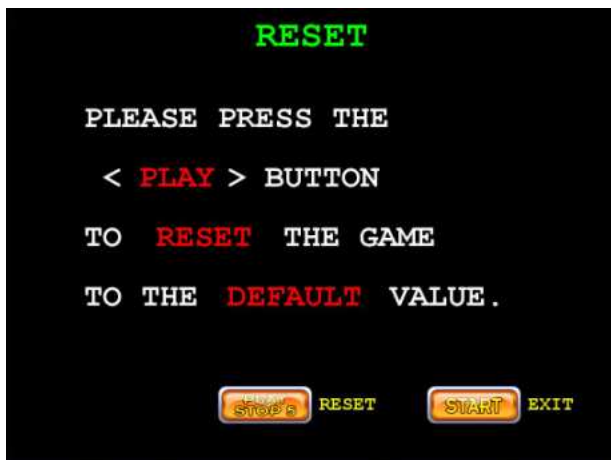 RESET
PLEASE PRESS THE
< PLAY > BUTTON
TO RESET THE GAME
TO THE DEFAULT VALUE.
STOP 5 RESET START EXIT